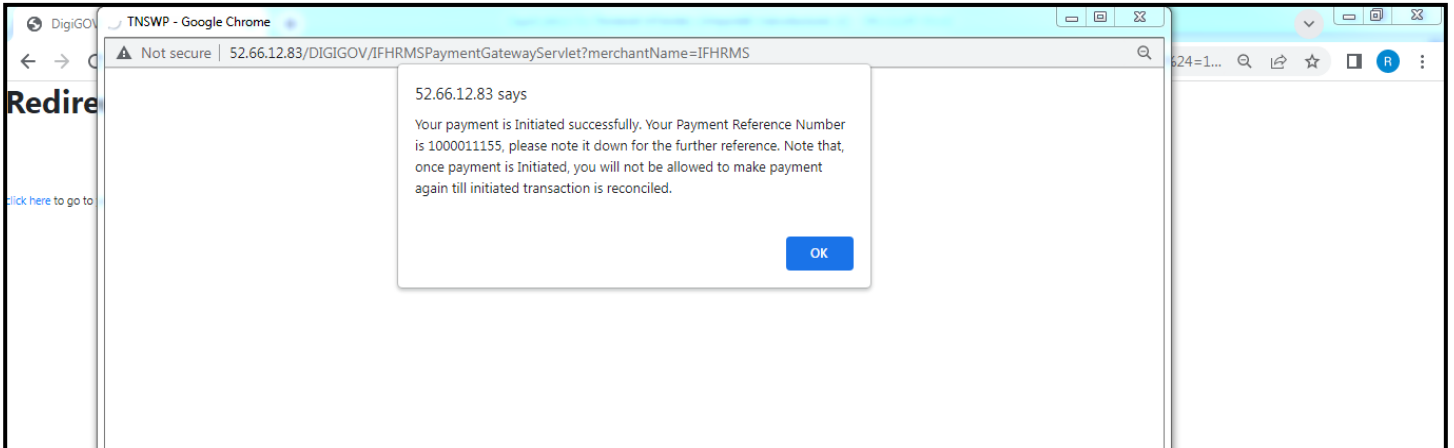 DigiGOV
TNSWP - Google Chrome
Not secure | 52.66.12.83/DIGIGOV/IFHRMSPaymentGatewayServlet?merchantName=IFHRMS
%24=1...
R
Redire
52.66.12.83 says
Your payment is Initiated successfully. Your Payment Reference Number
is 1000011155, please note it down for the further reference. Note that,
once payment is Initiated, you will not be allowed to make payment
again till initiated transaction is reconciled.
click here to go to
OK